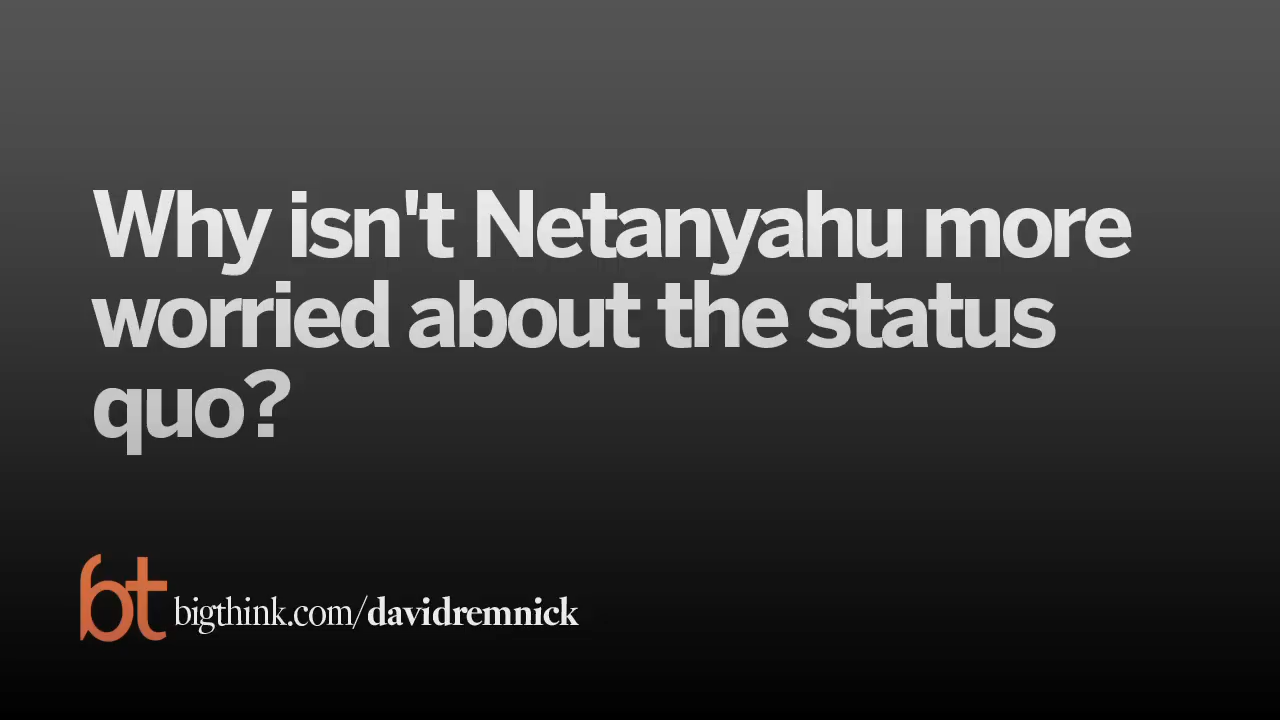 Why isn't Netanyahu more
worried about the status
quo?
bt bigthink.com/davidremnick